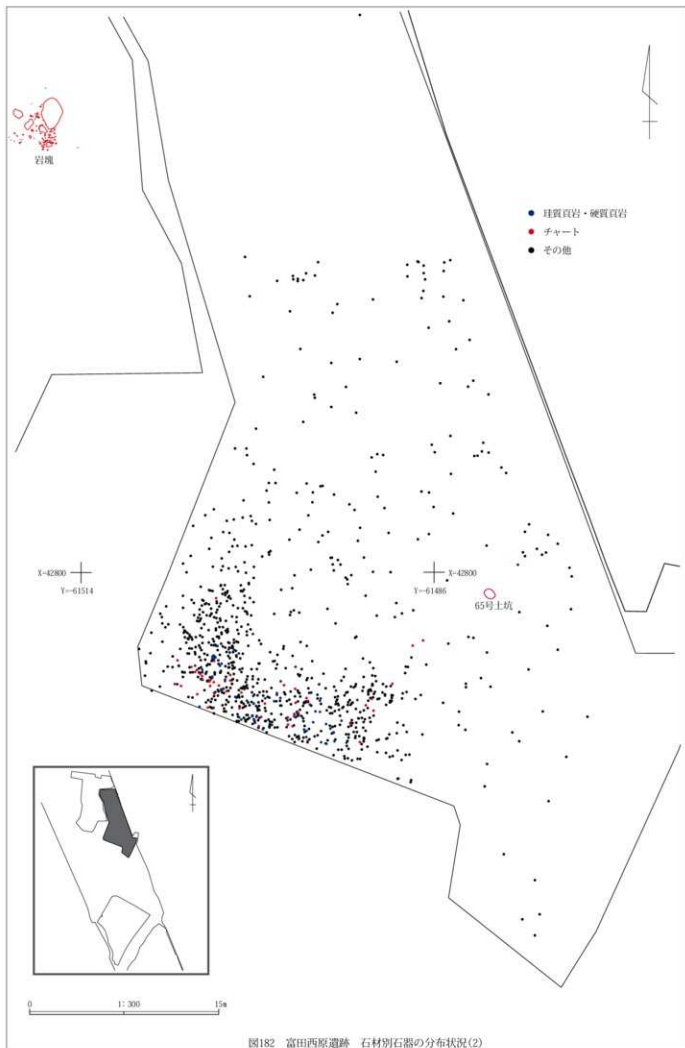 岩塊
珪質頁岩・硬質頁岩
チャート
その他
X-42800
Y=-61514
X-42800
Y=-61486
65号土坑
0
1: 300
15m
図182 富田西原遺跡 石材別石器の分布状況(2)